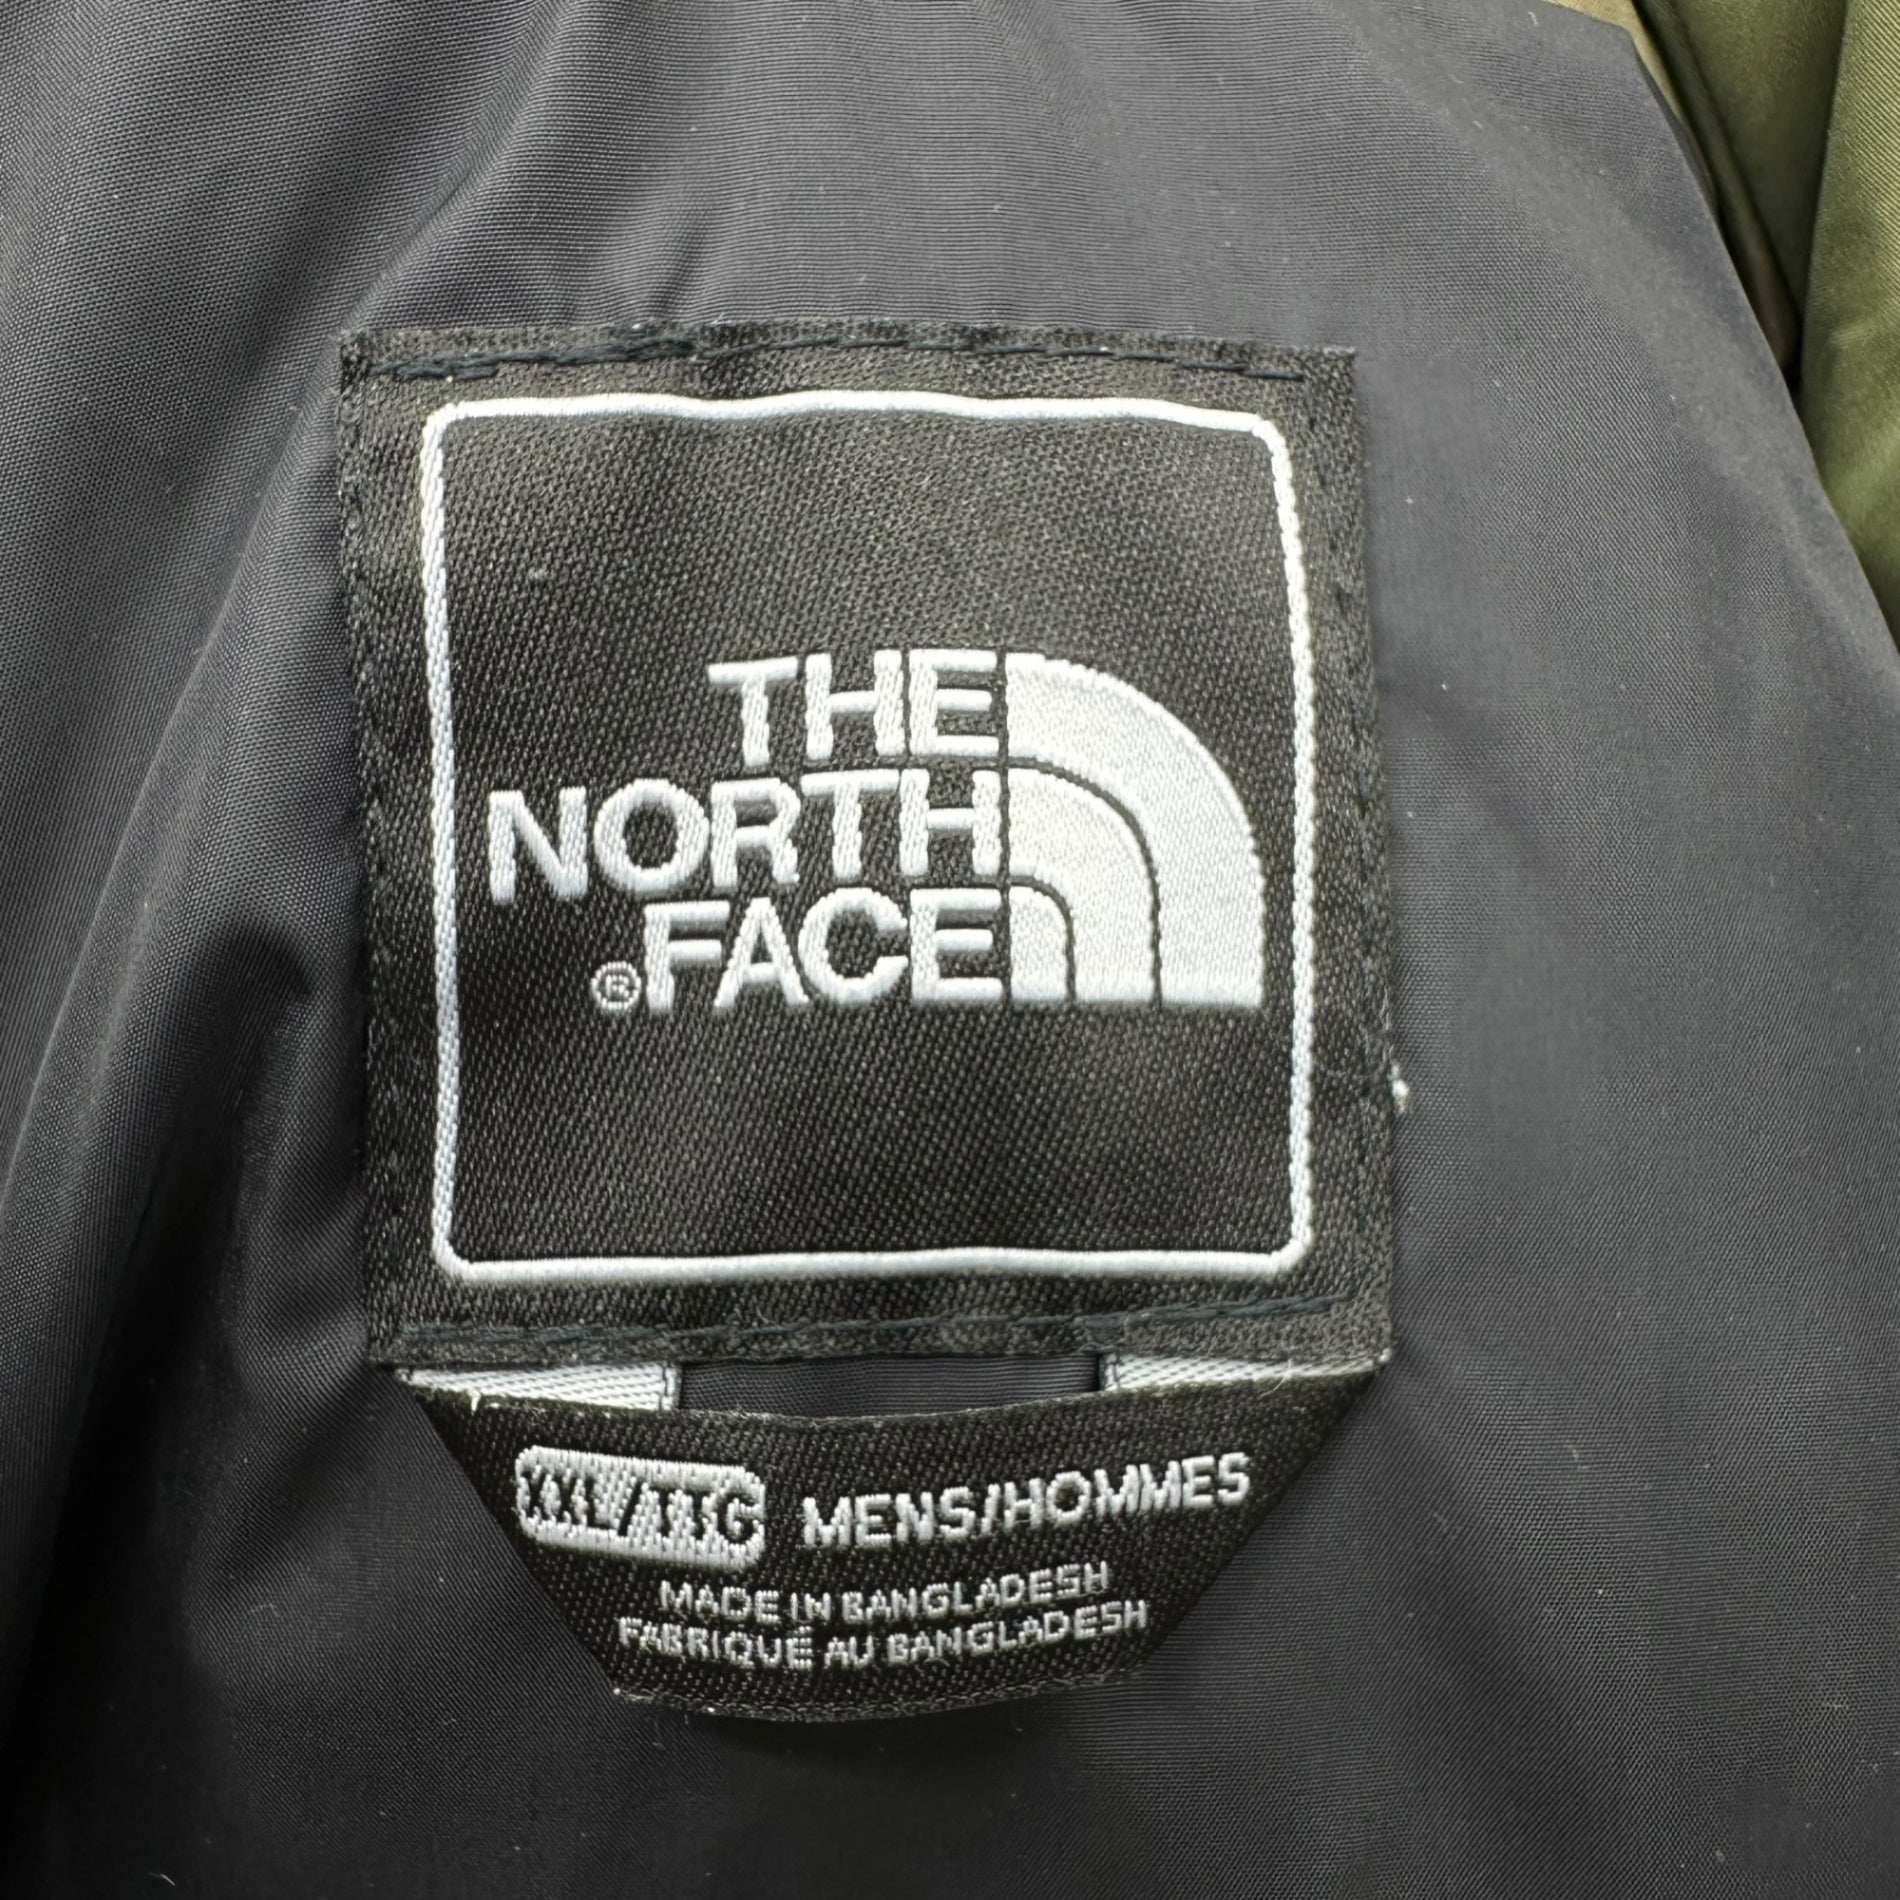 THE
NORTH
FACE®
XXL/TTG MENS/HOMMES
MADE IN BANGLADESH
FABRIQUÉ AU BANGLADESH